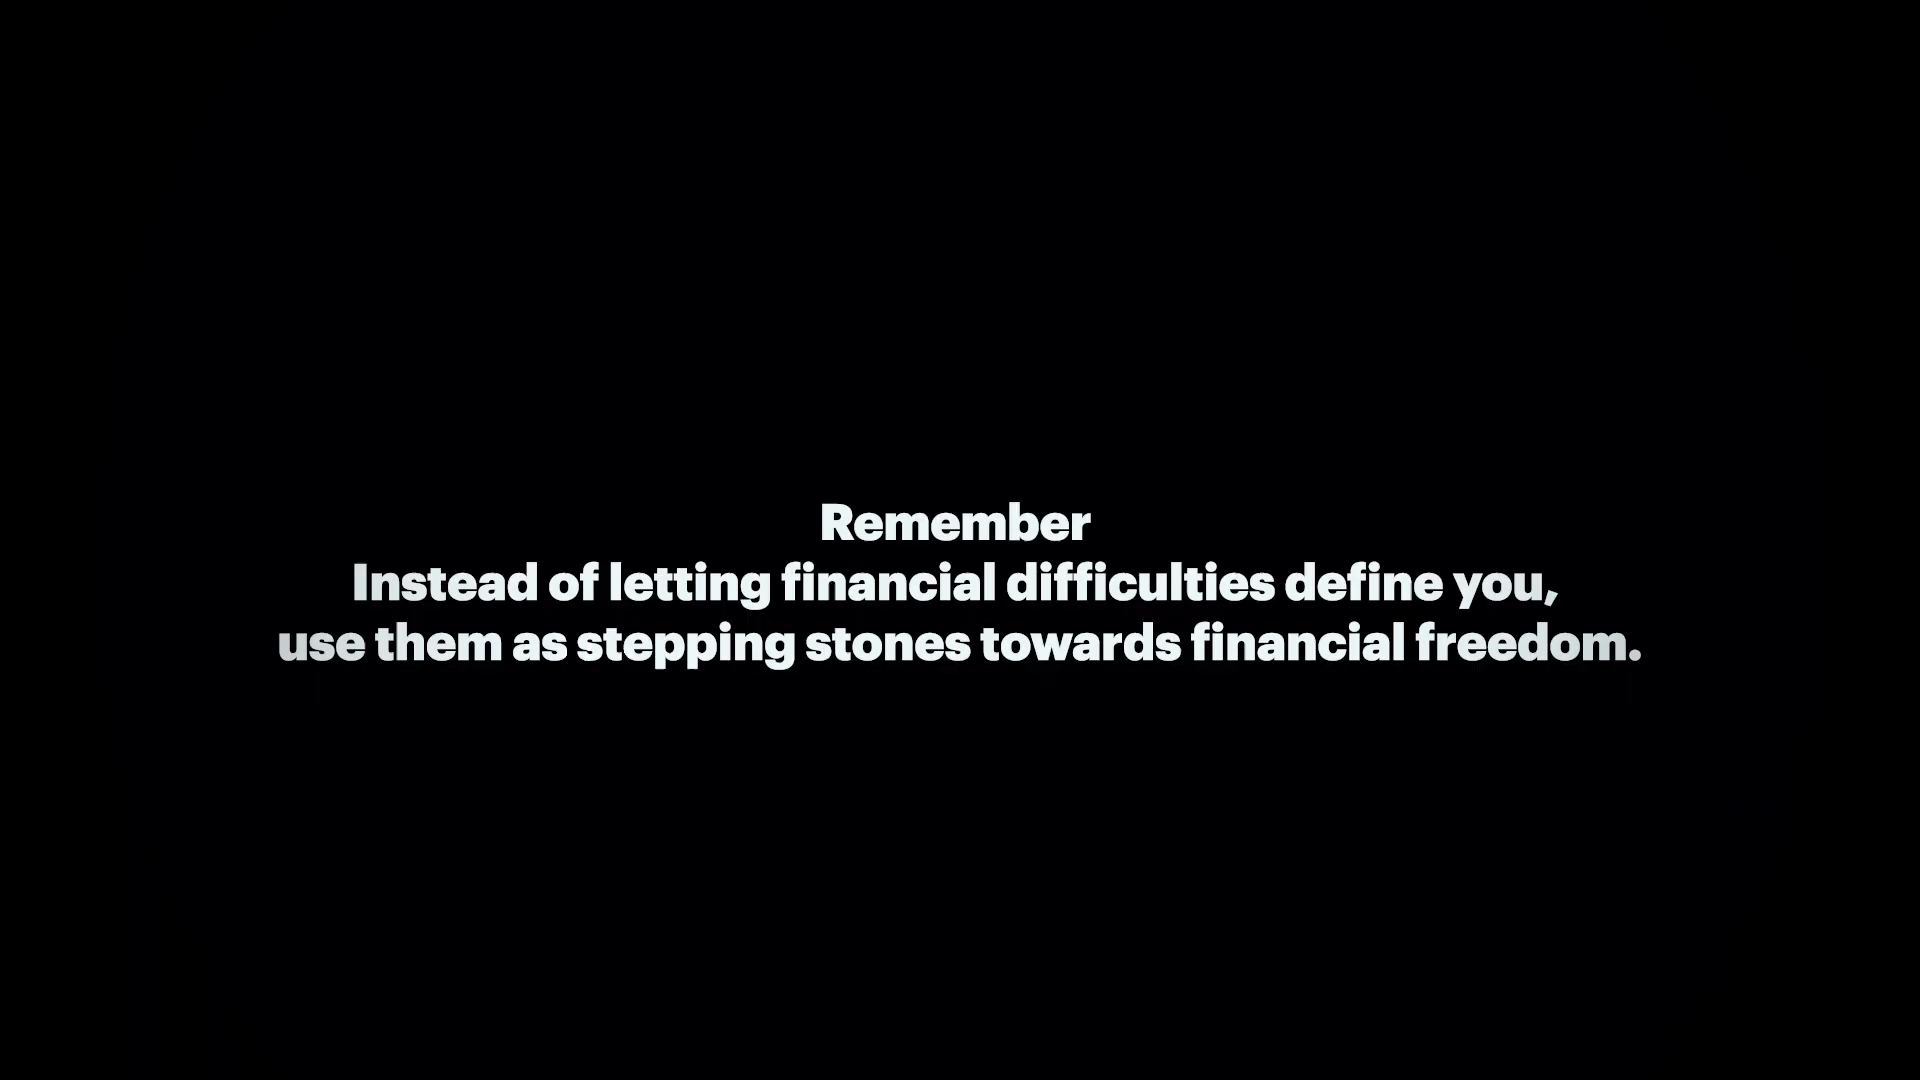 Remember
Instead of letting financial difficulties define you,
use them as stepping stones towards financial freedom.